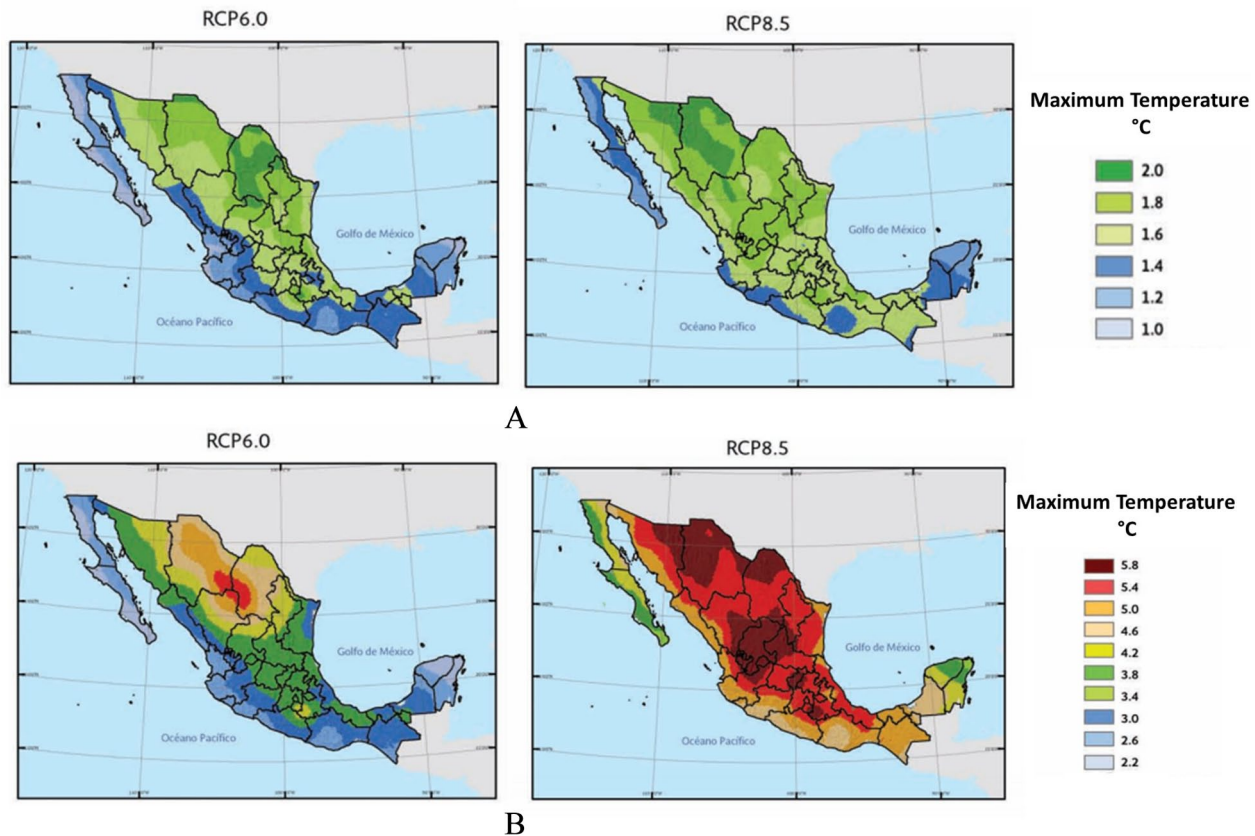 RCP6.0
RCP8.5
Golfo de México
Océano Pacífico
Golfo de México
Océano Pacífico
Maximum Temperature
°C
2.0
1.8
1.6
1.4
1.2
1.0
A
RCP6.0
RCP8.5
Golfo de México
Océano Pacífico
Golfo de México
Océano Pacífico
Maximum Temperature
°C
5.8
5.4
5.0
4.6
4.2
3.8
3.4
3.0
2.6
2.2
B